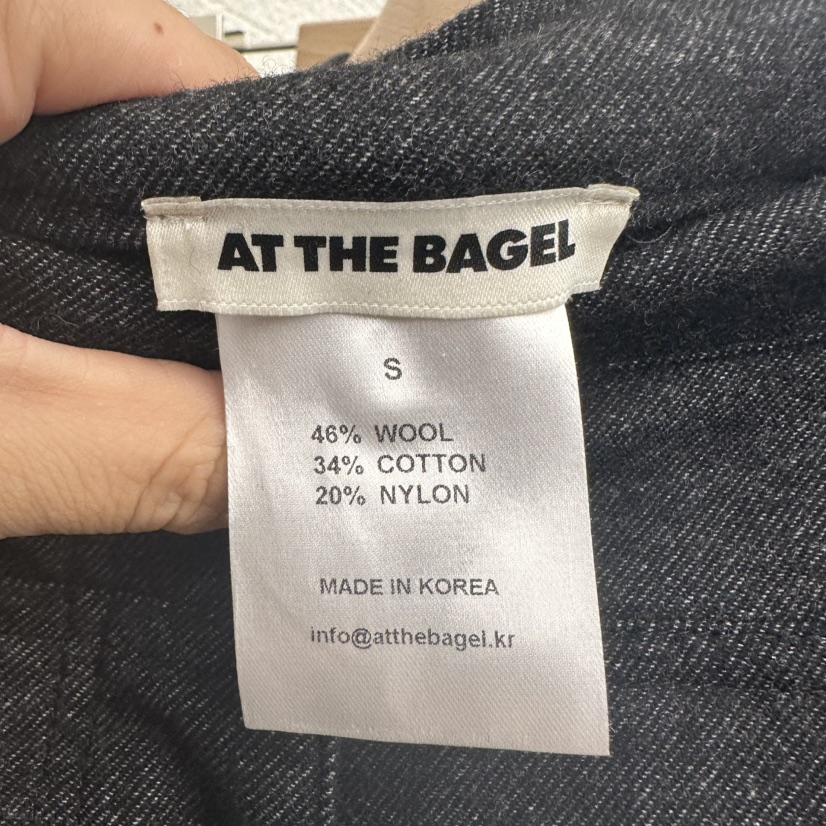 AT THE BAGEL
S
46% WOOL
34% COTTON
20% NYLON
MADE IN KOREA
info@atthebagel.kr